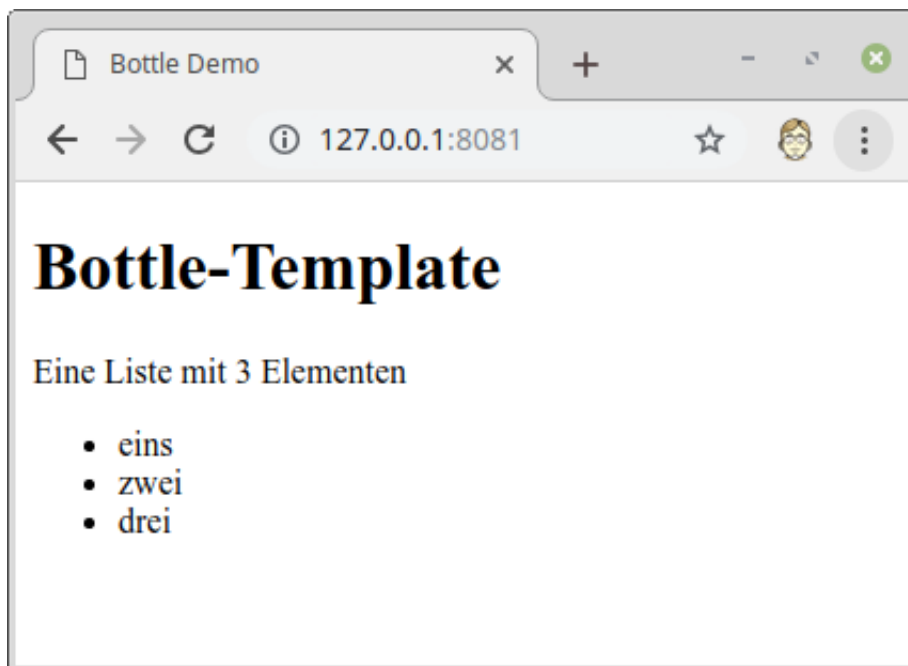 Bottle Demo
127.0.0.1:8081
Bottle-Template
Eine Liste mit 3 Elementen
eins
zwei
drei